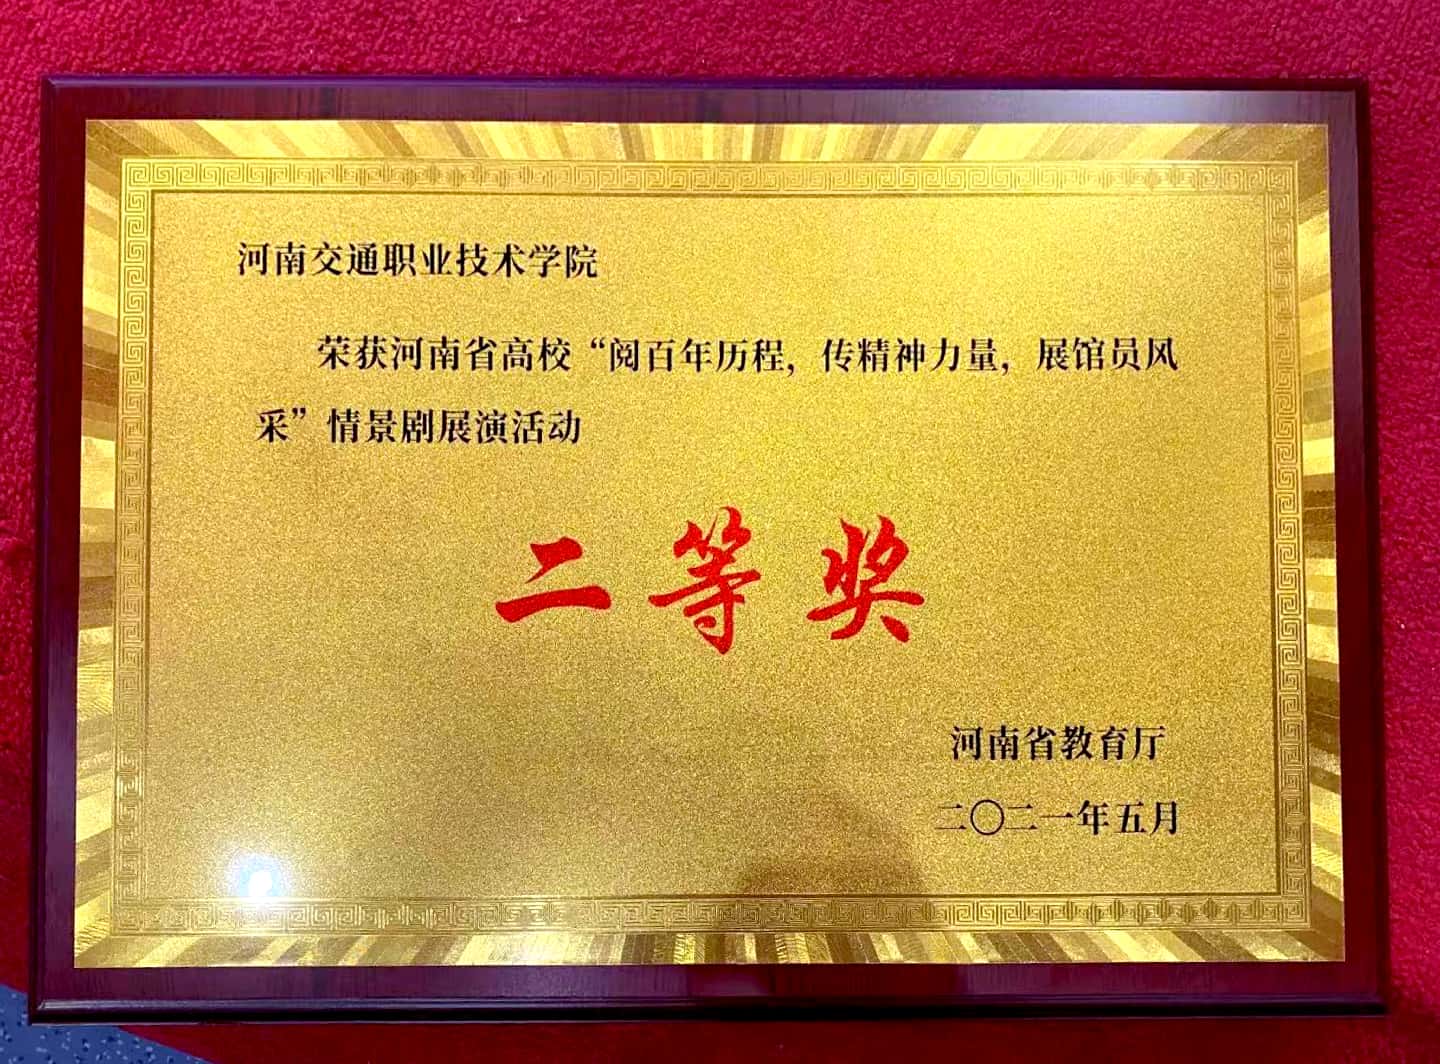 河南交通职业技术学院
荣获河南省高校“阅百年历程，传精神力量，展馆员风
采”情景剧展演活动
二等奖
河南省教育厅
二〇二一年五月